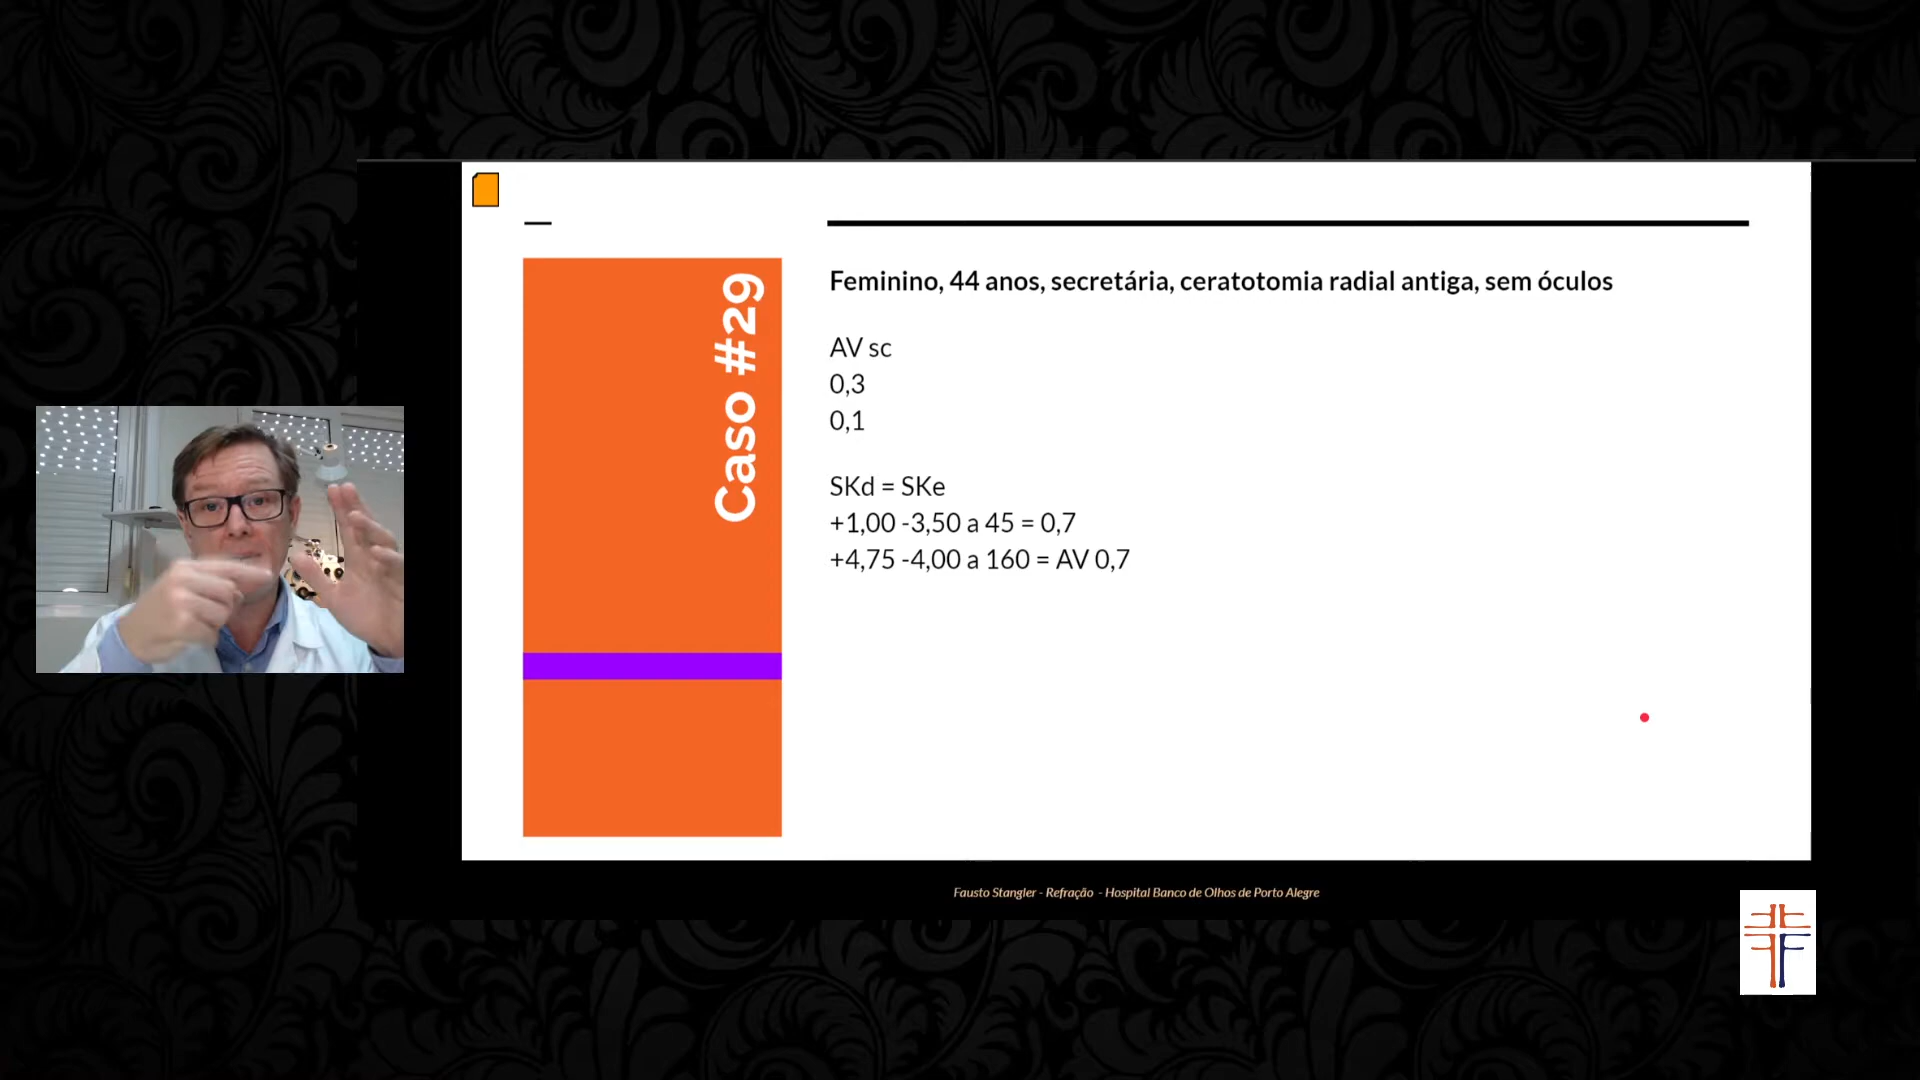 Caso #29
Feminino, 44 anos, secretária, ceratotomia radial antiga, sem óculos
AV sc
0,3
0,1
SKd = SKe
+1,00 -3,50 a 45 = 0,7
+4,75 -4,00 a 160 = AV 0,7
Fausto Stangler - Refração - Hospital Banco de Olhos de Porto Alegre